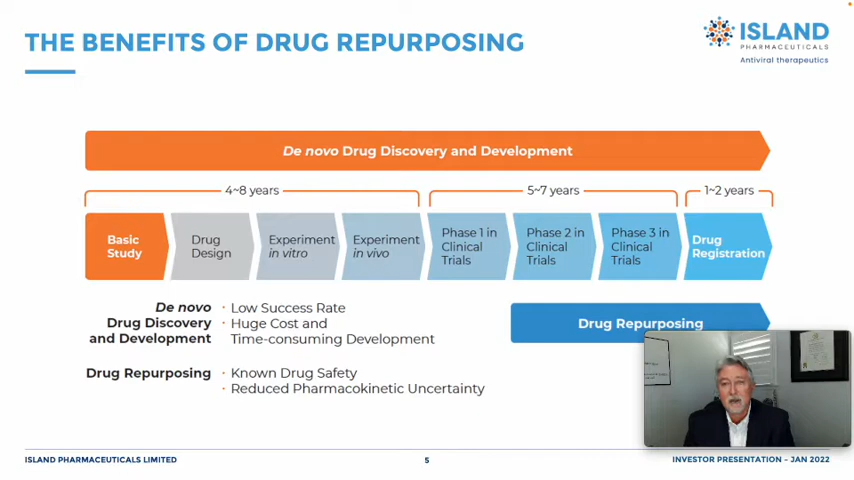 THE BENEFITS OF DRUG REPURPOSING
ISLAND
PHARMACEUTICALS
Antiviral therapeutics
De novo Drug Discovery and Development
4~8 years
5~7 years
1~2 years
Basic
Study
Drug
Design
Experiment
in vitro
Experiment
in vivo
Phase 1 in
Clinical
Trials
Phase 2 in
Clinical
Trials
Phase 3 in
Clinical
Trials
Drug
Registration
De novo
Drug Discovery
and Development
· Low Success Rate
· Huge Cost and
Time-consuming Development
Drug Repurposing
Drug Repurposing
· Known Drug Safety
· Reduced Pharmacokinetic Uncertainty
ISLAND PHARMACEUTICALS LIMITED
5
INVESTOR PRESENTATION – JAN 2022